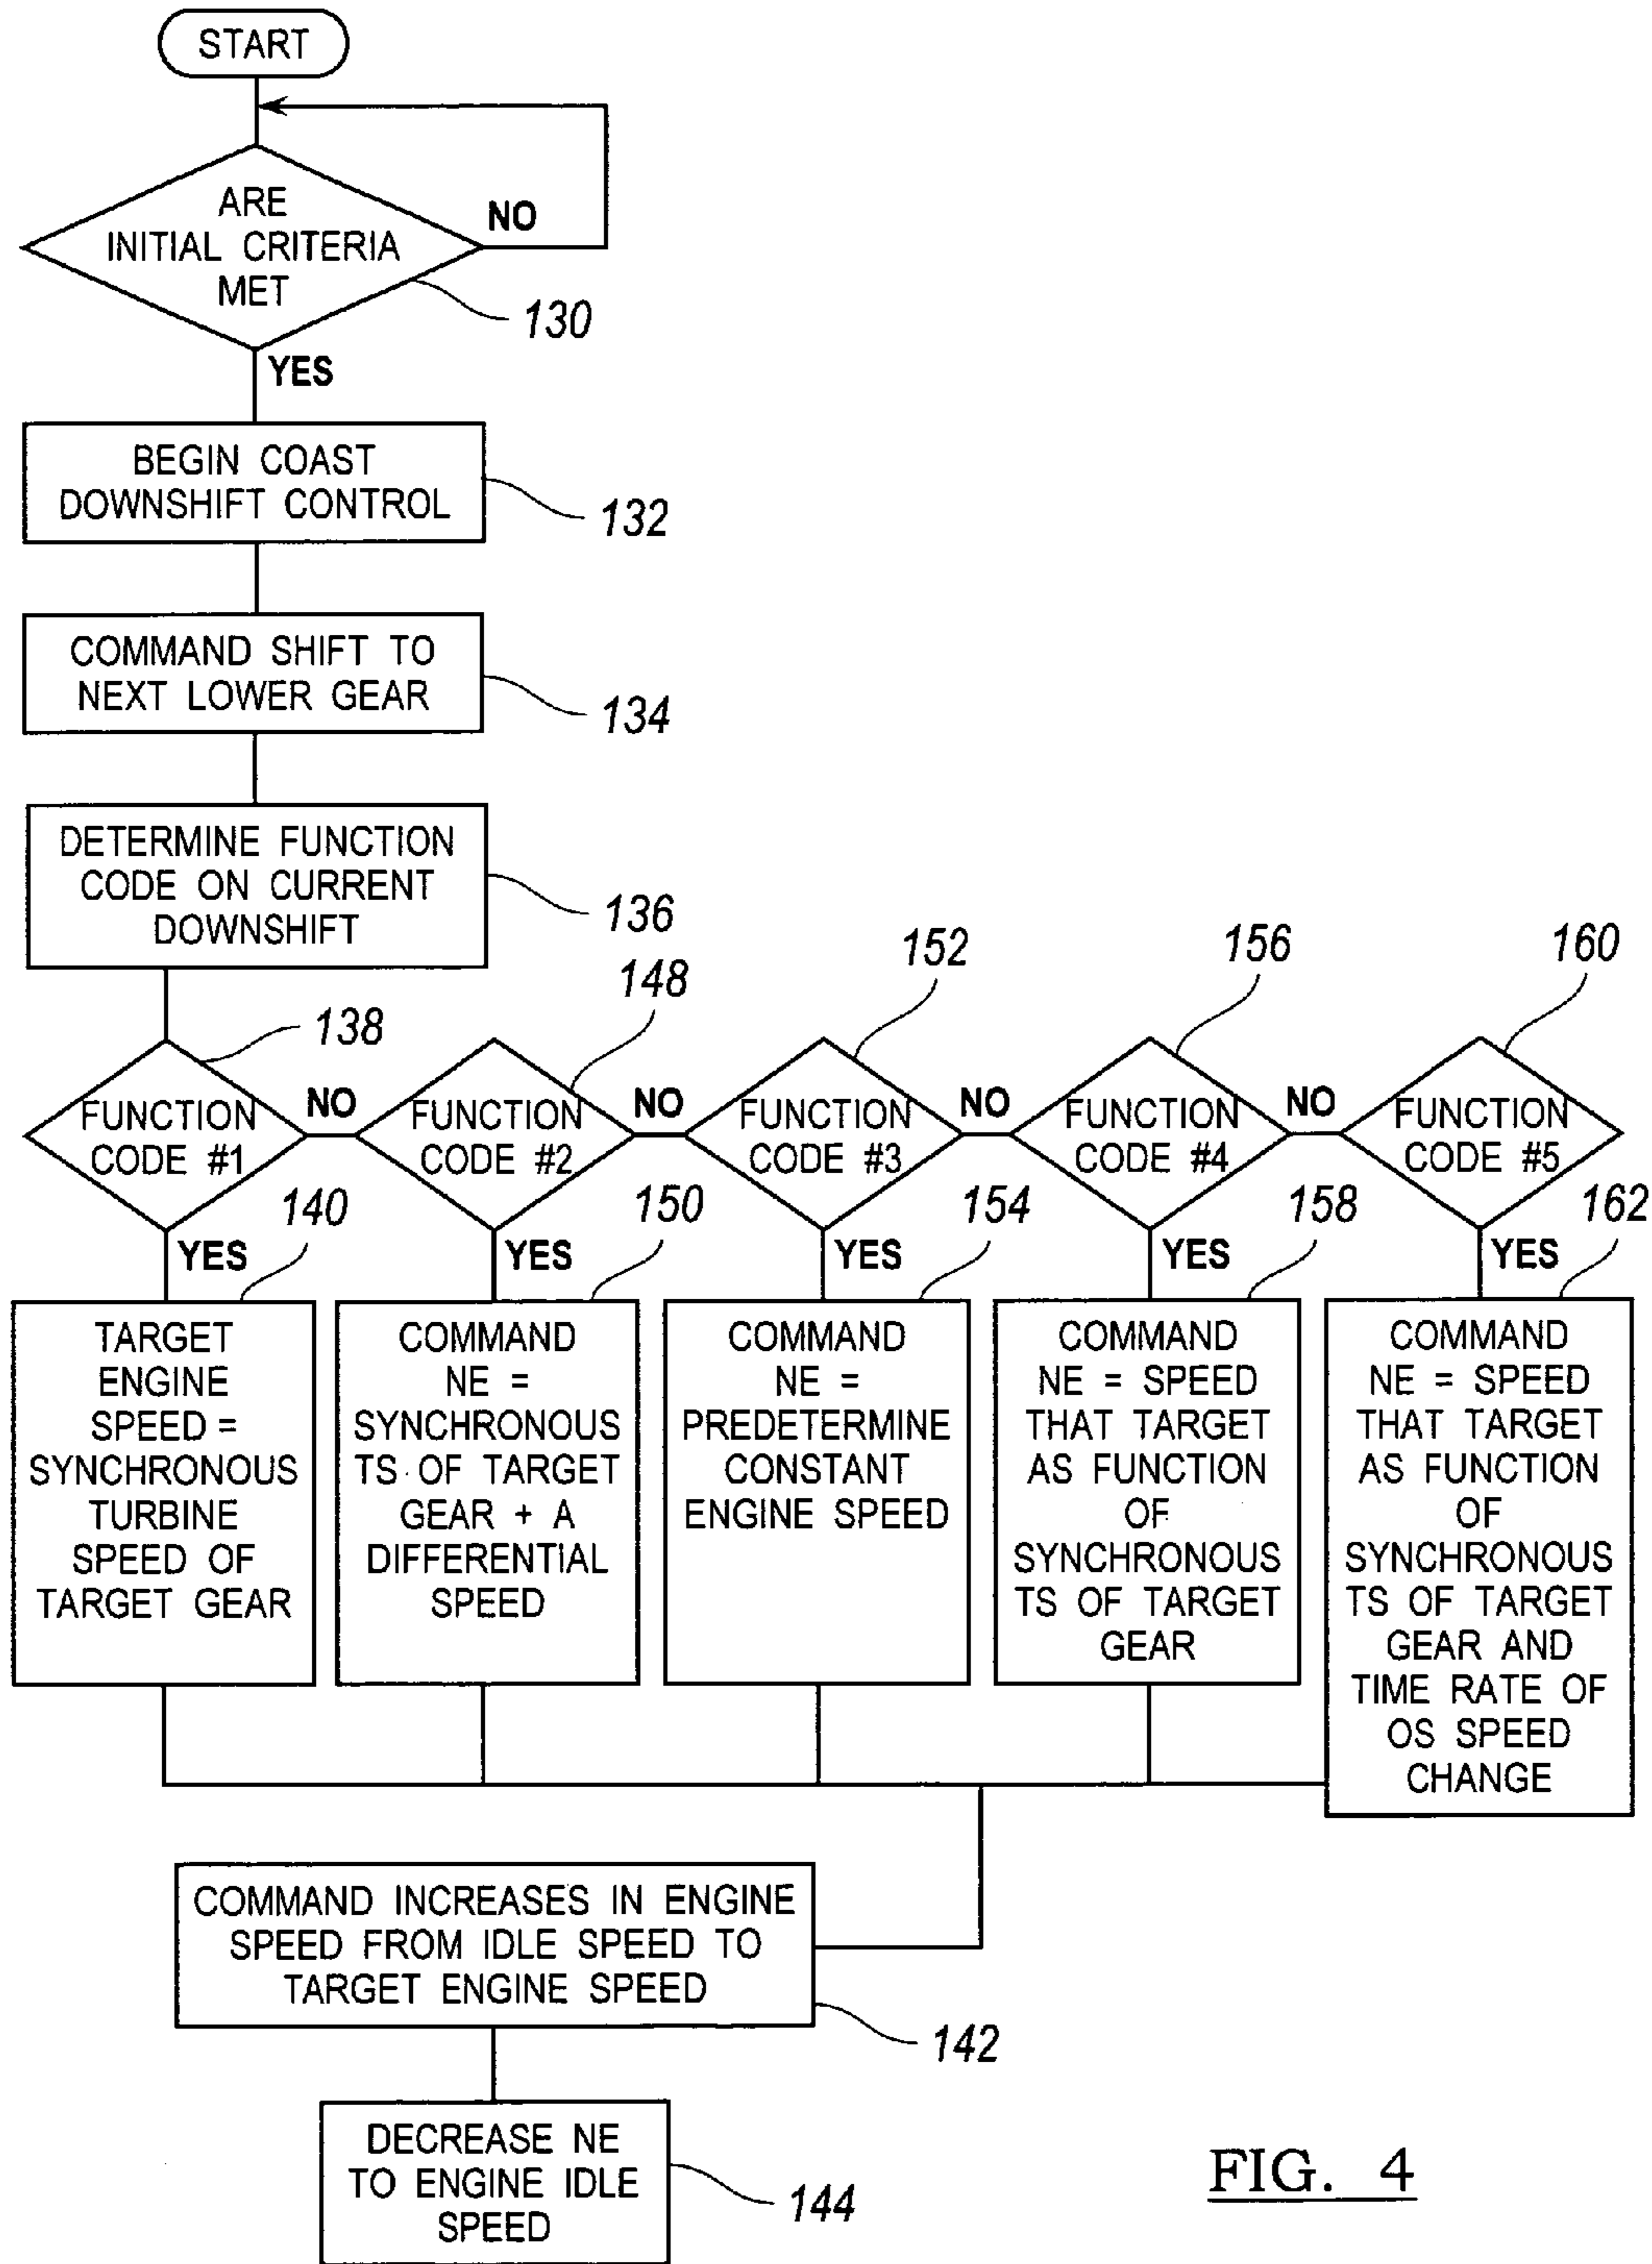 START
ARE
INITIAL CRITERIA
MET
NO
130
YES
BEGIN COAST
DOWNSHIFT CONTROL
132
COMMAND SHIFT TO
NEXT LOWER GEAR
134
DETERMINE FUNCTION
CODE ON CURRENT
DOWNSHIFT
136
138
FUNCTION
CODE #1
NO
148
FUNCTION
CODE #2
NO
152
FUNCTION
CODE #3
NO
156
FUNCTION
CODE #4
NO
160
FUNCTION
CODE #5
YES
140
TARGET
ENGINE
SPEED =
SYNCHRONOUS
TURBINE
SPEED OF
TARGET GEAR
YES
150
COMMAND
NE =
SYNCHRONOUS
TS OF TARGET
GEAR + A
DIFFERENTIAL
SPEED
YES
154
COMMAND
NE =
PREDETERMINE
CONSTANT
ENGINE SPEED
YES
158
COMMAND
NE = SPEED
THAT TARGET
AS FUNCTION
OF
SYNCHRONOUS
TS OF TARGET
GEAR
YES
162
COMMAND
NE = SPEED
THAT TARGET
AS FUNCTION
OF
SYNCHRONOUS
TS OF TARGET
GEAR AND
TIME RATE OF
OS SPEED
CHANGE
COMMAND INCREASES IN ENGINE
SPEED FROM IDLE SPEED TO
TARGET ENGINE SPEED
142
DECREASE NE
TO ENGINE IDLE
SPEED
144
FIG. 4